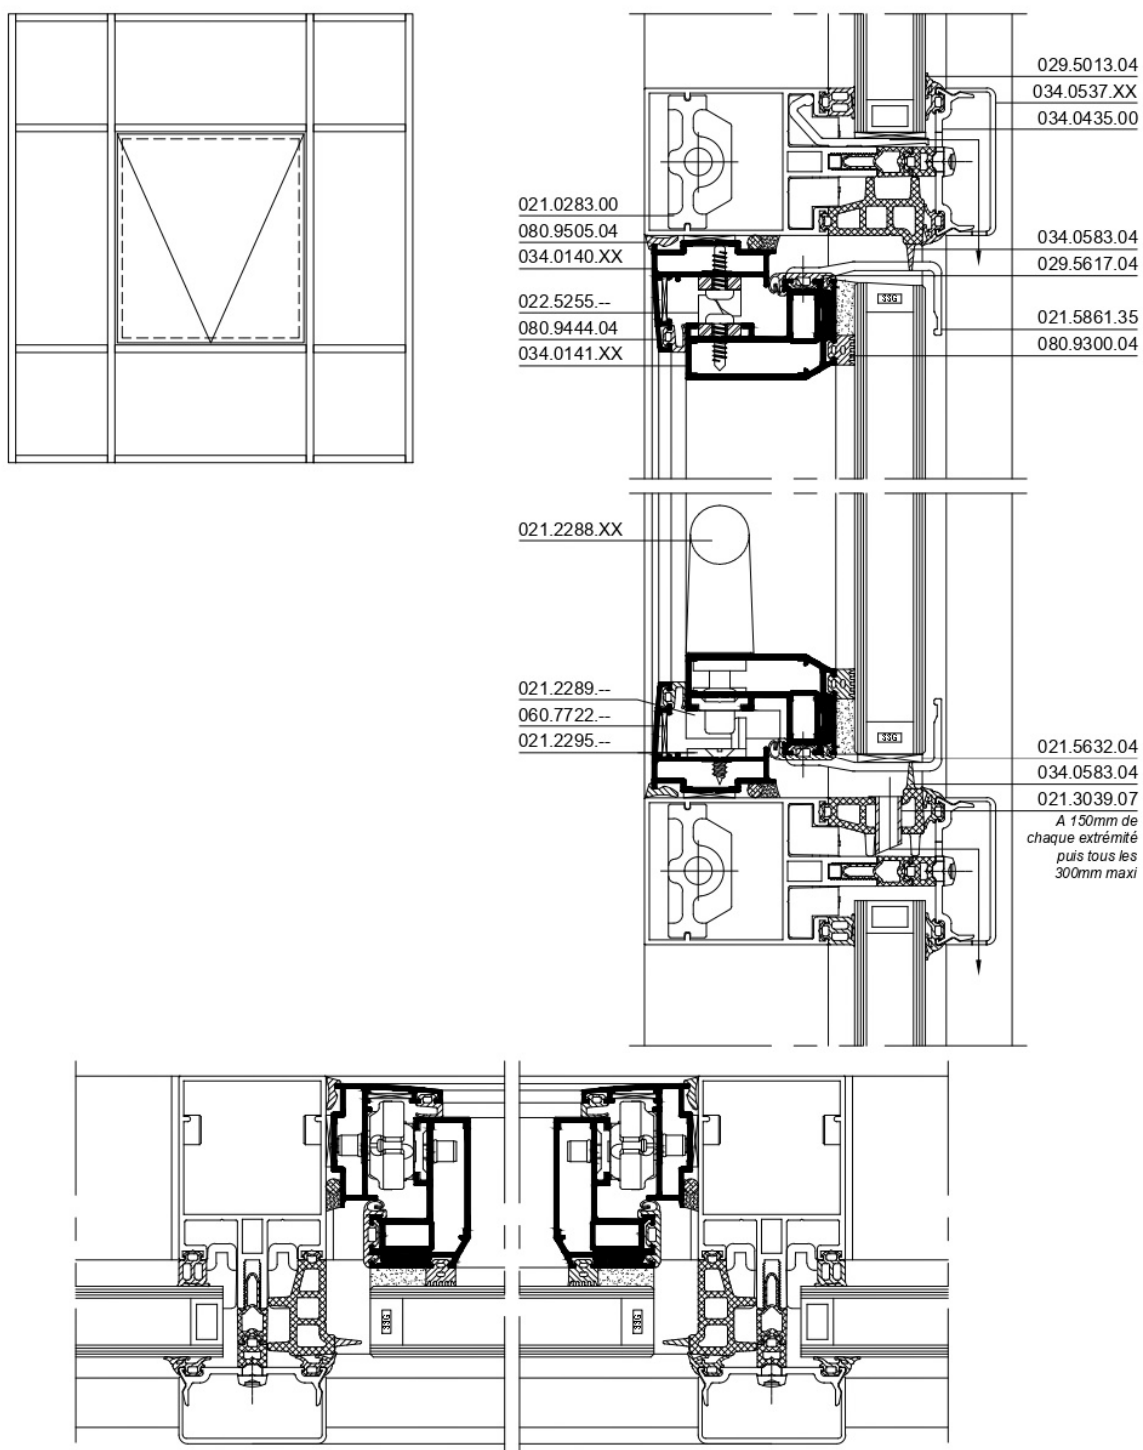 029.5013.04
034.0537.XX
034.0435.00
021.0283.00
080.9505.04
034.0140.XX
022.5255.--
080.9444.04
034.0141.XX
034.0583.04
029.5617.04
021.5861.35
080.9300.04
SSG
021.2288.XX
021.2289.--
060.7722.--
021.2295.--
SSG
021.5632.04
034.0583.04
021.3039.07
A 150mm de
chaque extrémité
puis tous les
300mm maxi
SSG
SSG